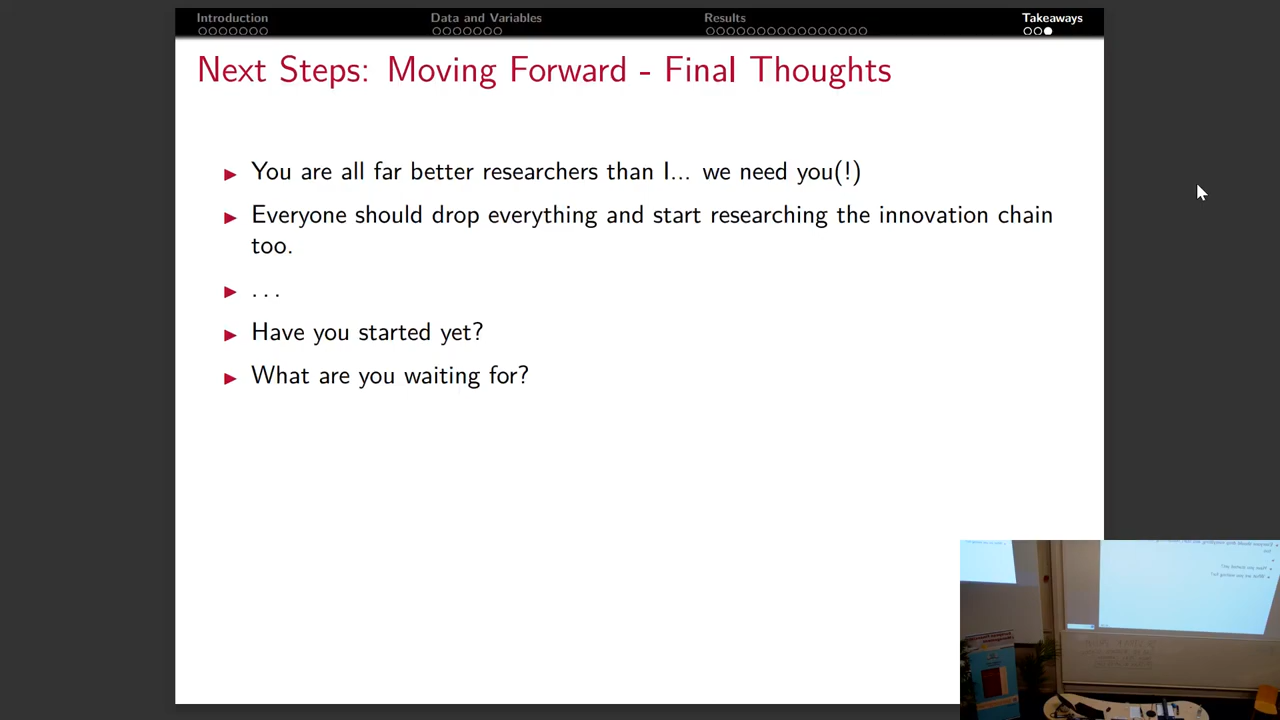 Introduction
Data and Variables
Results
Takeaways
Next Steps: Moving Forward - Final Thoughts
You are all far better researchers than I... we need you(!)
Everyone should drop everything and start researching the innovation chain
too.
...
Have you started yet?
What are you waiting for?